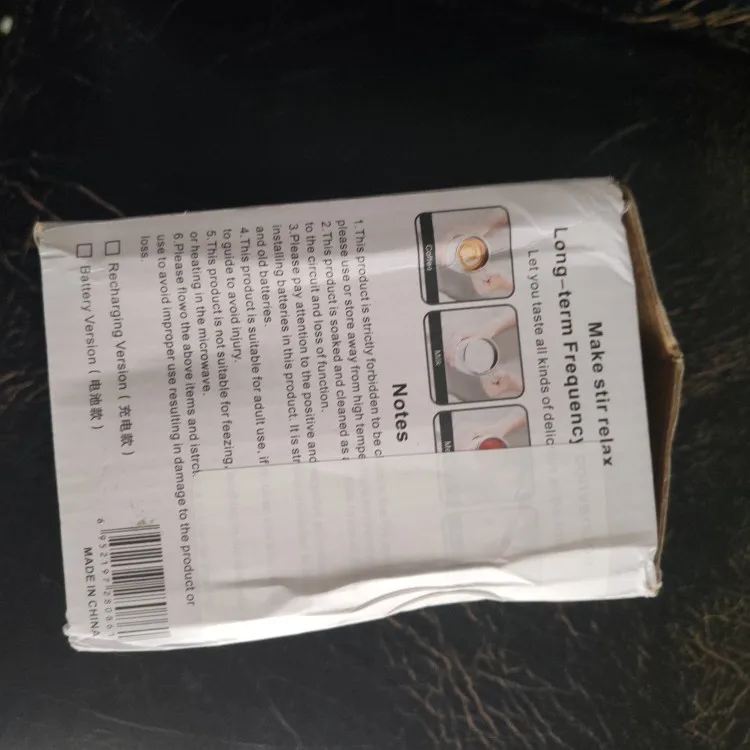 Make stir relax
Long-term Frequency
Let you taste all kinds of delic
Coffee
Milk
Notes
1.This product is strictly forbidden to be
please use or store away from high tempe
2.This product is soaked and cleaned as
to the circuit and loss of function.
3.Please pay attention to the positive and
installing batteries in this product. It is str
and old batteries.
4.This product is suitable for adult use, if
to guide to avoid injury.
5.This product is not suitable for feezing,
or heating in the microwave.
6.Please flowo the above items and istrct
use to avoid improper use resulting in damage to the product or
loss.
Recharging Version ( 充电款 )
Battery Version ( 电池款 )
6 952197 280861
MADE IN CHINA